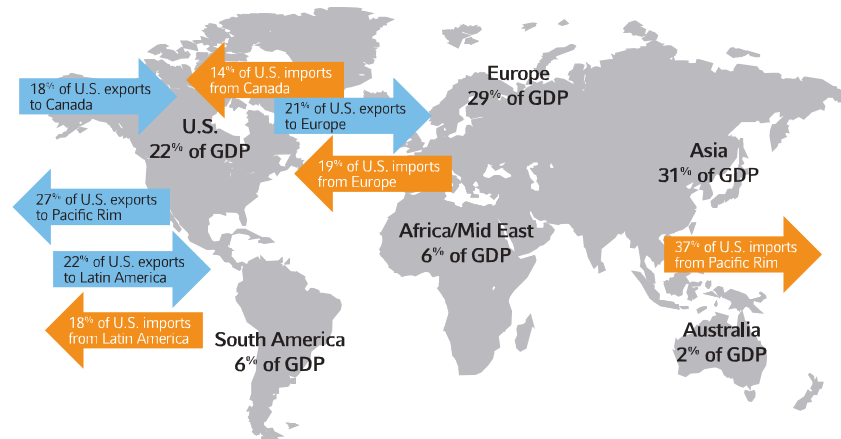 18% of U.S. exports
to Canada
14% of U.S. imports
from Canada
21% of U.S. exports
to Europe
Europe
29% of GDP
U.S.
22% of GDP
19% of U.S. imports
from Europe
Asia
31% of GDP
27% of U.S. exports
to Pacific Rim
Africa/Mid East
6% of GDP
37% of U.S. imports
from Pacific Rim
22% of U.S. exports
to Latin America
18% of U.S. imports
from Latin America
South America
6% of GDP
Australia
2% of GDP